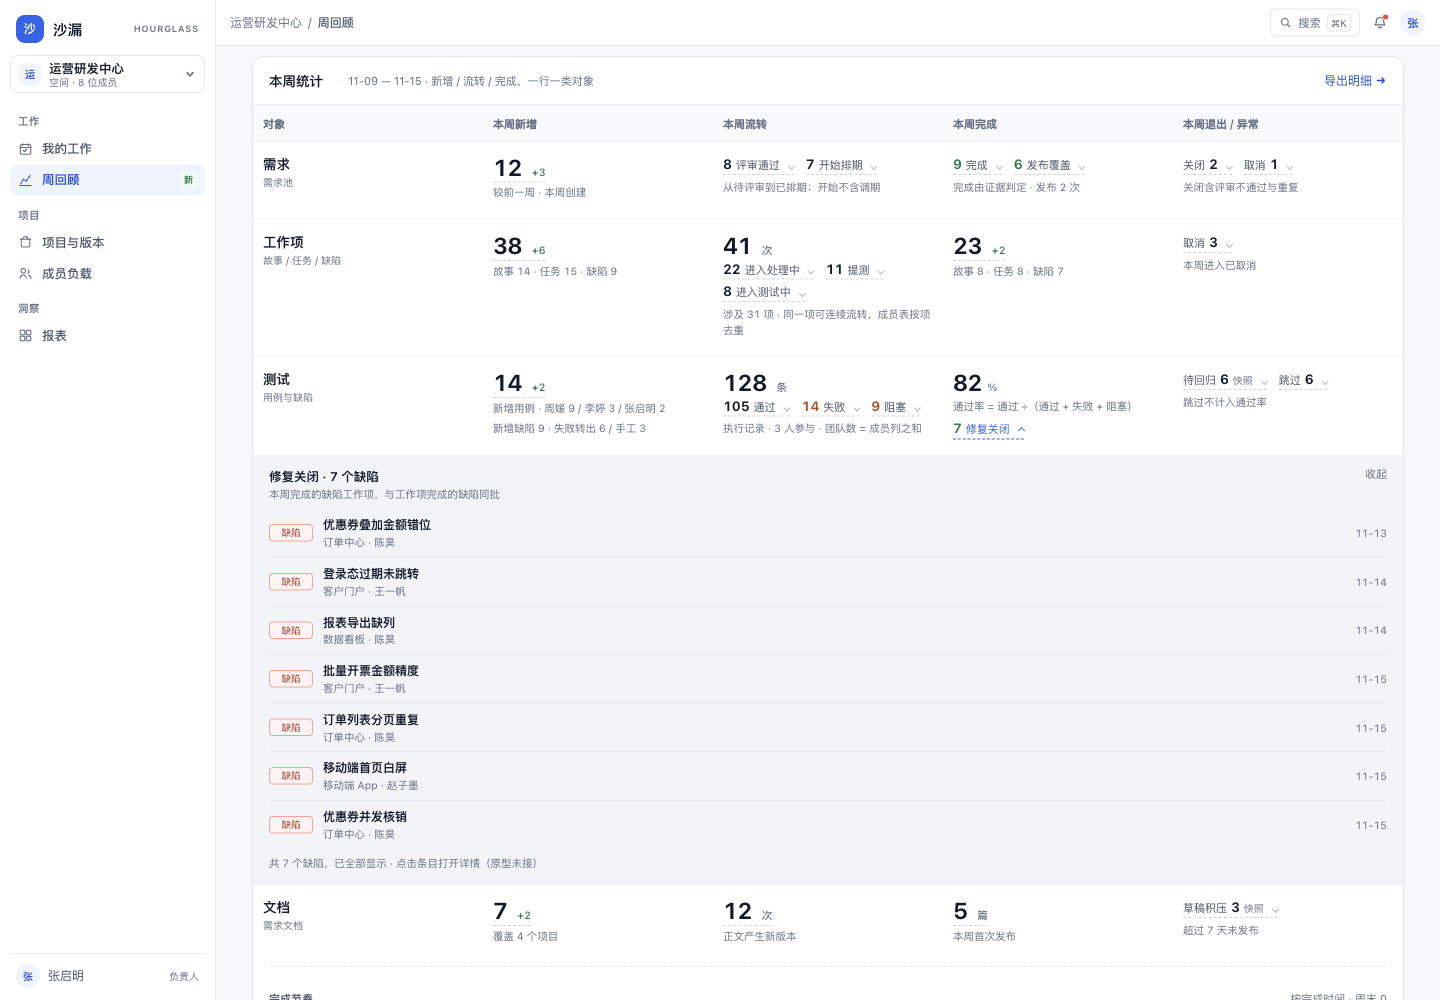 沙 沙漏 HOURGLASS
运 运营研发中心
空间 · 8 位成员
工作
我的工作
周回顾 新
项目
项目与版本
成员负载
洞察
报表
张 张启明 负责人
运营研发中心 / 周回顾
搜索 ⌘K 张
本周统计 · 11-09 — 11-15 · 新增 / 流转 / 完成，一行一类对象 导出明细 →
对象 本周新增 本周流转 本周完成 本周退出 / 异常
需求
需求池
12 +3
较前一周 · 本周创建
8 评审通过 7 开始排期
从待评审到已排期；开始不含调期
9 完成 6 发布覆盖
完成由证据判定 · 发布 2 次
关闭 2 取消 1
关闭含评审不通过与重复
工作项
故事 / 任务 / 缺陷
38 +6
故事 14 · 任务 15 · 缺陷 9
41 次
22 进入处理中 11 提测
8 进入测试中
涉及 31 项 · 同一项可连续流转，成员表按项
去重
23 +2
故事 8 · 任务 8 · 缺陷 7
取消 3
本周进入已取消
测试
用例与缺陷
14 +2
新增用例 · 周媛 9 / 李婷 3 / 张启明 2
新增缺陷 9 · 失败转出 6 / 手工 3
128 条
105 通过 14 失败 9 阻塞
执行记录 · 3 人参与 · 团队数 = 成员列之和
82 %
通过率 = 通过 ÷（通过 + 失败 + 阻塞）
7 修复关闭
待回归 6 快照 跳过 6
跳过不计入通过率
修复关闭 · 7 个缺陷 收起
本周完成的缺陷工作项，与工作项完成的缺陷同批
缺陷 优惠券叠加金额错位 11-13
订单中心 · 陈昊
缺陷 登录态过期未跳转 11-14
客户门户 · 王一帆
缺陷 报表导出缺列 11-14
数据看板 · 陈昊
缺陷 批量开票金额精度 11-15
客户门户 · 王一帆
缺陷 订单列表分页重复 11-15
订单中心 · 陈昊
缺陷 移动端首页白屏 11-15
移动端 App · 赵子墨
缺陷 优惠券并发核销 11-15
订单中心 · 陈昊
共 7 个缺陷，已全部显示 · 点击条目打开详情（原型未接）
文档
需求文档
7 +2
覆盖 4 个项目
12 次
正文产生新版本
5 篇
本周首次发布
草稿积压 3 快照
超过 7 天未发布
完成节奏 按完成时间 · 周末 0